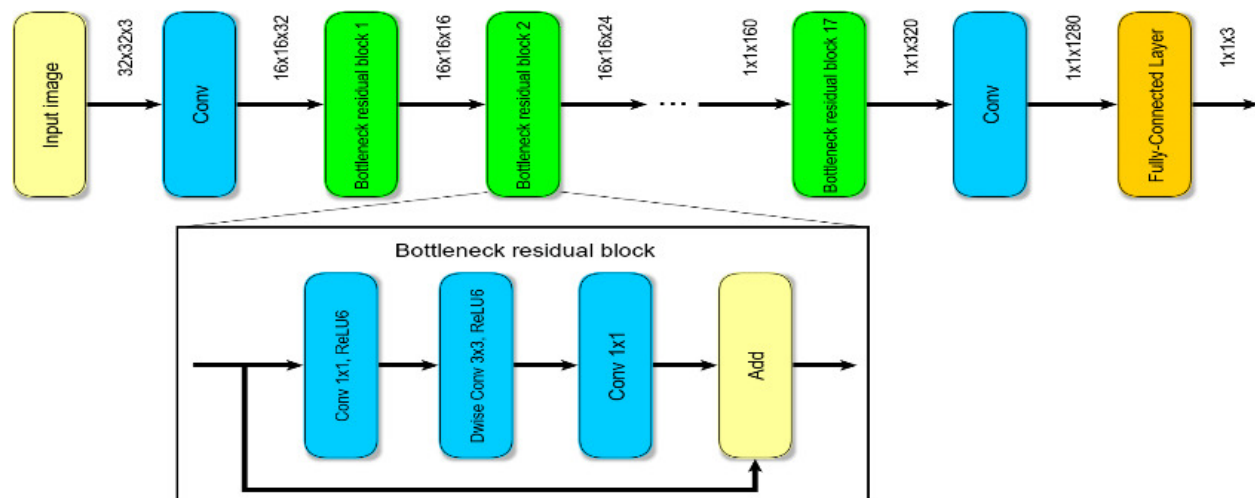 Input image
32x32x3
Conv
16x16x32
Bottleneck residual block 1
16x16x16
Bottleneck residual block 2
16x16x24
...
1x1x160
Bottleneck residual block 17
1x1x320
Conv
1x1x1280
Fully-Connected Layer
1x1x3
Bottleneck residual block
Conv 1x1, ReLU6
Dwise Conv 3x3, ReLU6
Conv 1x1
Add